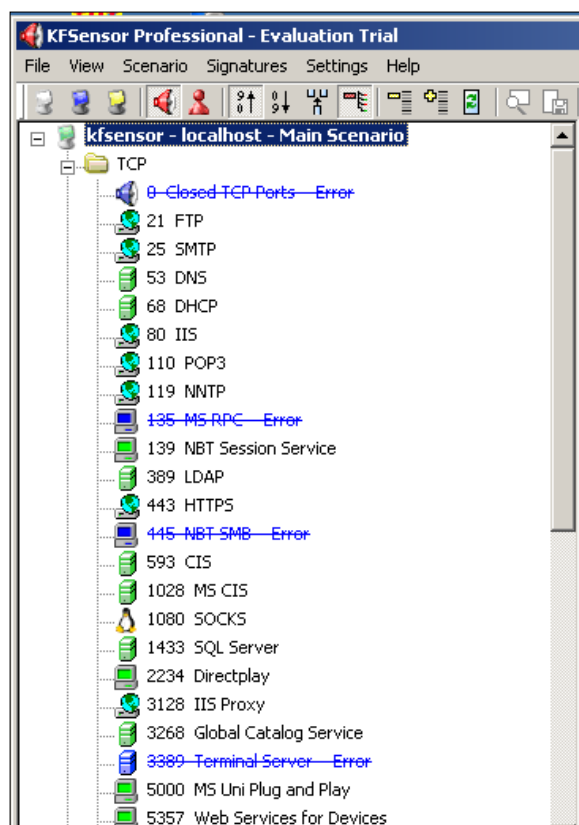 KFSensor Professional - Evaluation Trial
File View Scenario Signatures Settings Help
kfsensor - localhost - Main Scenario
TCP
0 Closed TCP Ports - Error
21 FTP
25 SMTP
53 DNS
68 DHCP
80 IIS
110 POP3
119 NNTP
135 MS RPC - Error
139 NBT Session Service
389 LDAP
443 HTTPS
445 NBT SMB - Error
593 CIS
1028 MS CIS
1080 SOCKS
1433 SQL Server
2234 Directplay
3128 IIS Proxy
3268 Global Catalog Service
3389 Terminal Server - Error
5000 MS Uni Plug and Play
5357 Web Services for Devices